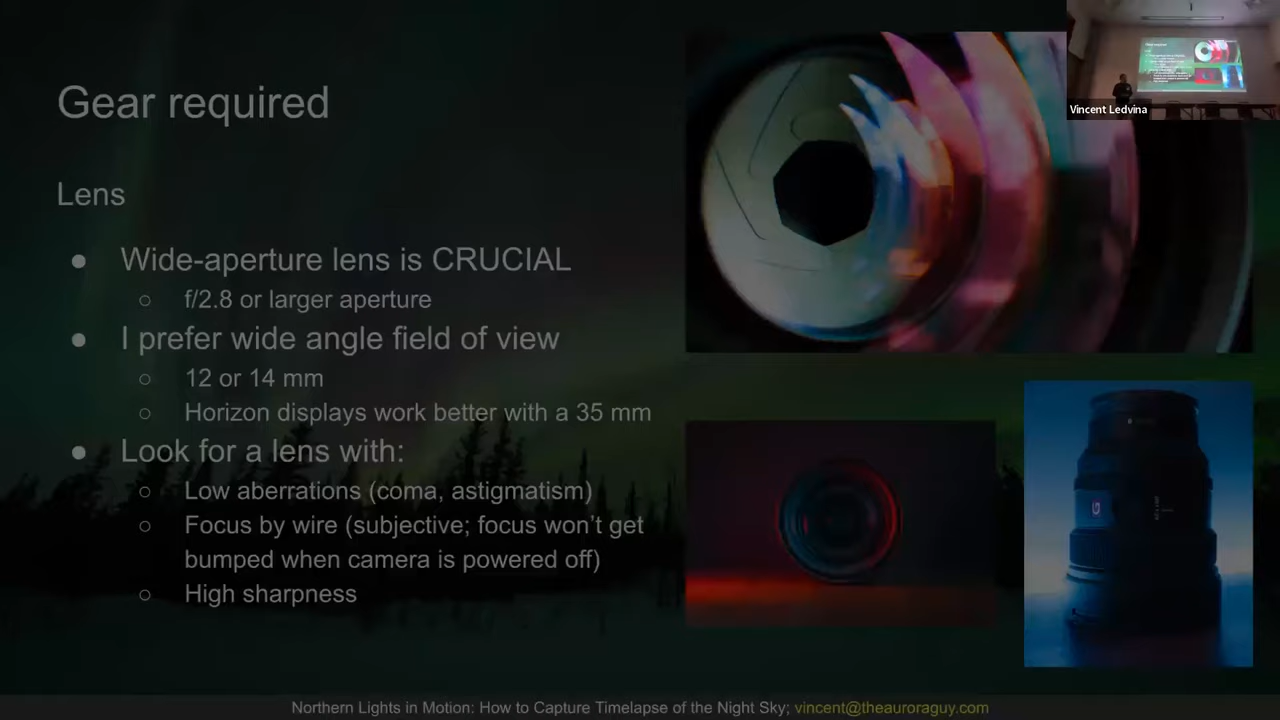 Gear required
Vincent Ledvina
Lens
● Wide-aperture lens is CRUCIAL
○ f/2.8 or larger aperture
● I prefer wide angle field of view
○ 12 or 14 mm
○ Horizon displays work better with a 35 mm
● Look for a lens with:
○ Low aberrations (coma, astigmatism)
○ Focus by wire (subjective; focus won't get
bumped when camera is powered off)
○ High sharpness
G
Northern Lights in Motion: How to Capture Timelapse of the Night Sky; vincent@theauroraguy.com